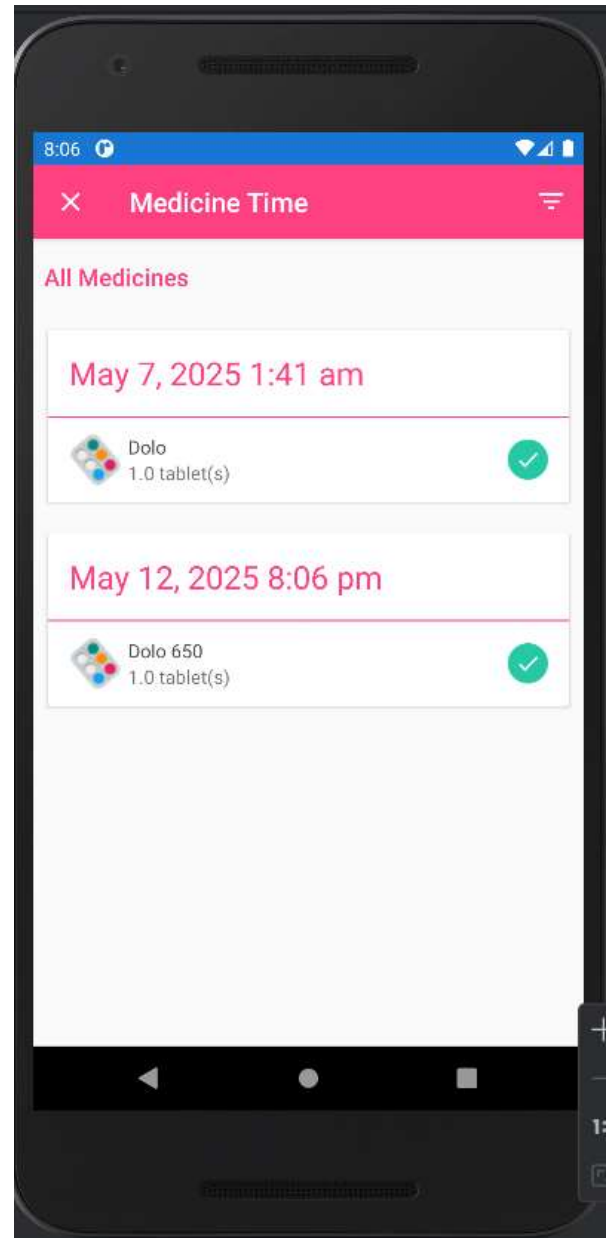 8:06
Medicine Time
All Medicines
May 7, 2025 1:41 am
Dolo
1.0 tablet(s)
May 12, 2025 8:06 pm
Dolo 650
1.0 tablet(s)
1: